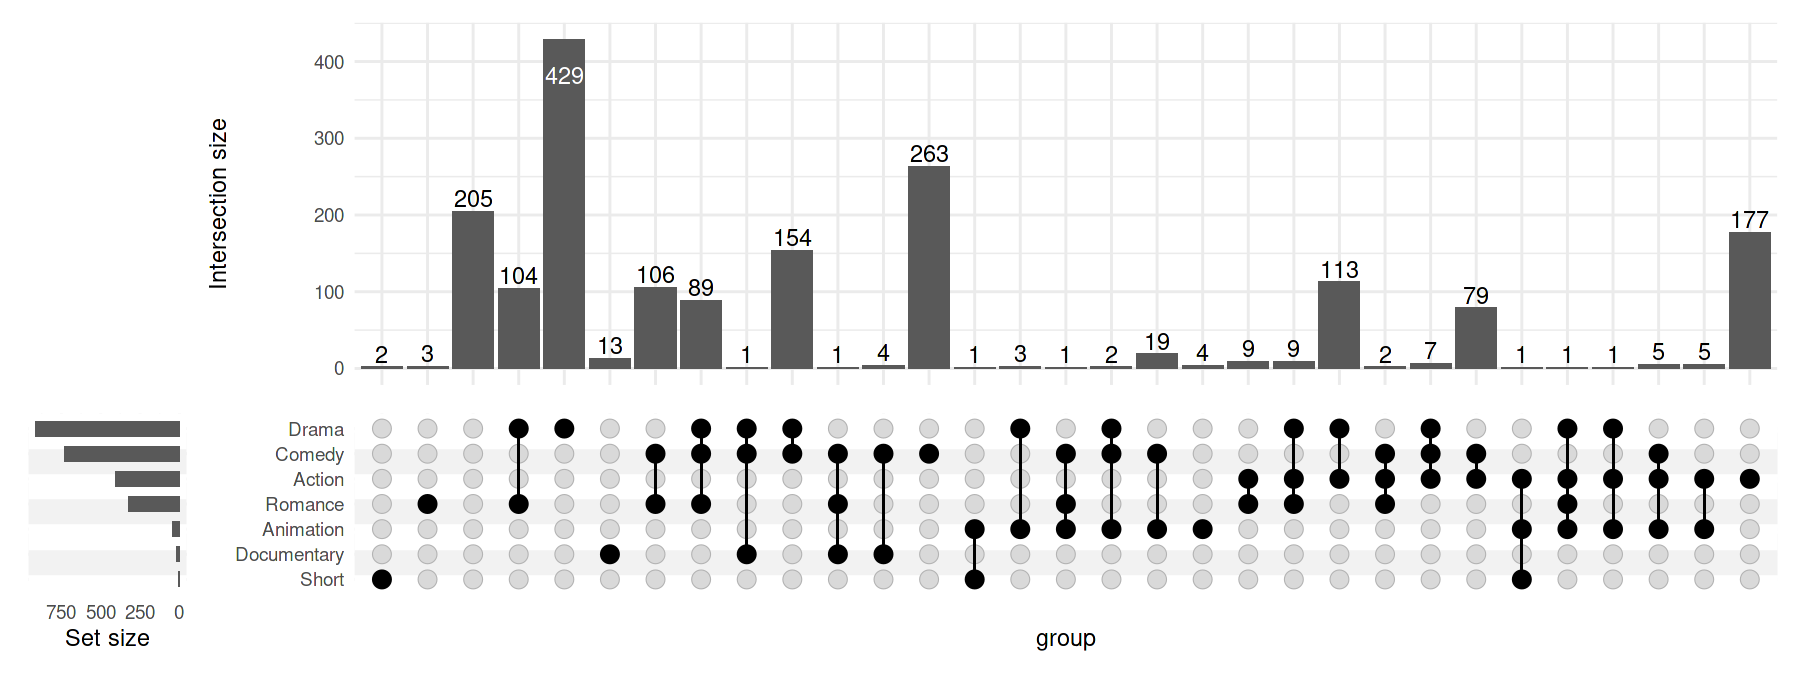 Intersection size
400
300
200
100
0
2 3 205 104 429 13 106 89 1 154 1 4 263 1 3 1 2 19 4 9 9 113 2 7 79 1 1 1 5 5 177
Drama
Comedy
Action
Romance
Animation
Documentary
Short
750 500 250 0
Set size
group